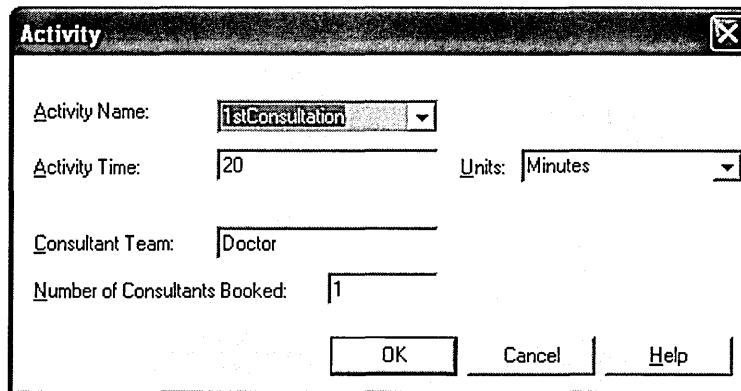 Activity
Activity Name: 1stConsultation
Activity Time: 20 Units: Minutes
Consultant Team: Doctor
Number of Consultants Booked: 1
OK Cancel Help